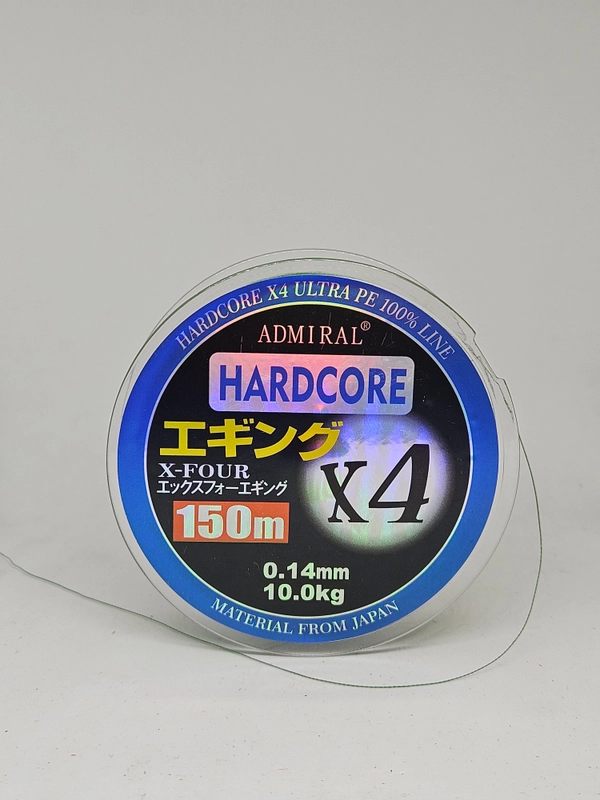 HARDCORE X4 ULTRA PE 100% LINE
ADMIRAL®
HARDCORE
エギング
X-FOUR
エックスフォーエギング
X4
150m
0.14mm
10.0kg
MATERIAL FROM JAPAN